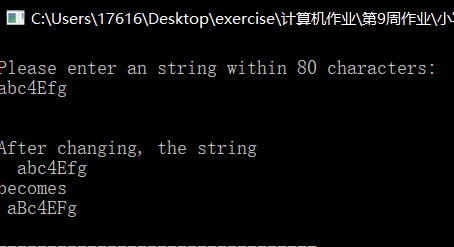 C:\Users\17616\Desktop\exercise\计算机作业\第9周作业\小
Please enter an string within 80 characters:
abc4Efg
After changing, the string
abc4Efg
becomes
aBc4EFg